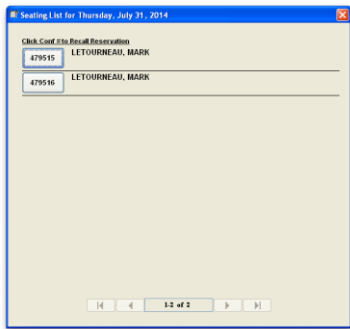 Seating List for Thursday, July 31, 2014
Click Conf # to Recall Reservation
479515 LETOURNEAU, MARK
479516 LETOURNEAU, MARK
1-2 of 2